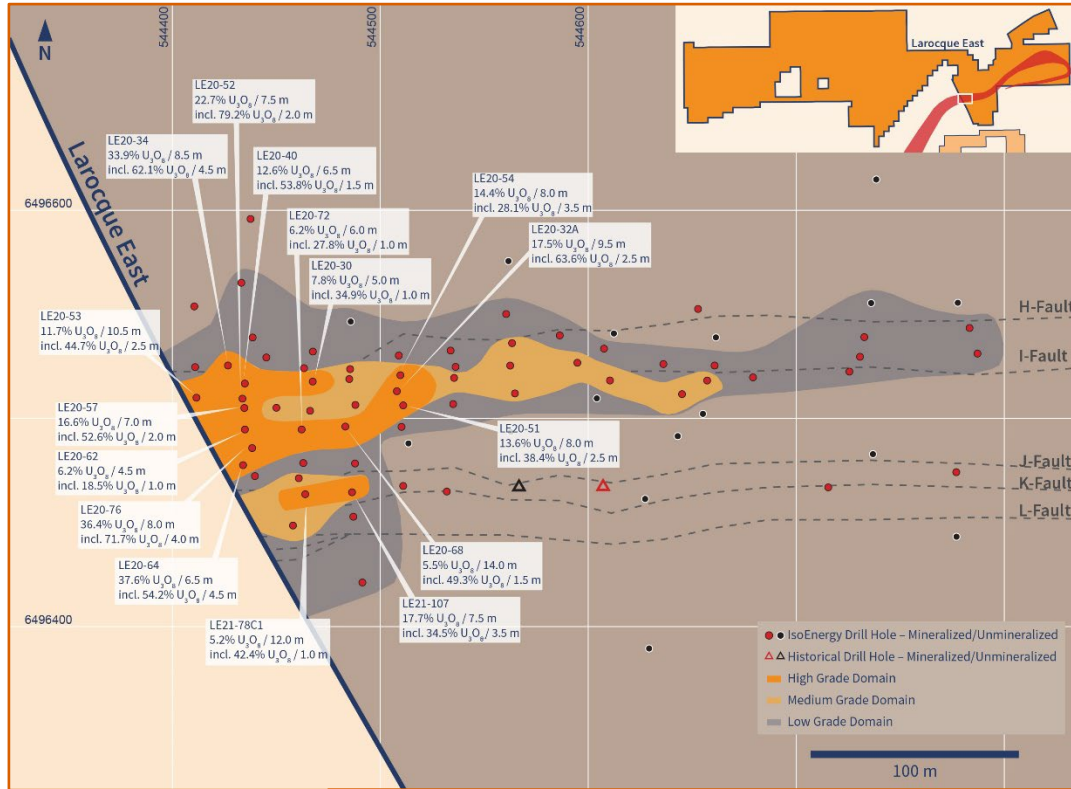 544400
544500
544600
Larocque East
N
LE20-52
22.7% U₃O₈ / 7.5 m
incl. 79.2% U₃O₈ / 2.0 m
LE20-34
33.9% U₃O₈ / 8.5 m
incl. 62.1% U₃O₈ / 4.5 m
LE20-40
12.6% U₃O₈ / 6.5 m
incl. 53.8% U₃O₈ / 1.5 m
LE20-54
14.4% U₃O₈ / 8.0 m
incl. 28.1% U₃O₈ / 3.5 m
6496600
Larocque East
LE20-72
6.2% U₃O₈ / 6.0 m
incl. 27.8% U₃O₈ / 1.0 m
LE20-32A
17.5% U₃O₈ / 9.5 m
incl. 63.6% U₃O₈ / 2.5 m
LE20-30
7.8% U₃O₈ / 5.0 m
incl. 34.9% U₃O₈ / 1.0 m
LE20-53
11.7% U₃O₈ / 10.5 m
incl. 44.7% U₃O₈ / 2.5 m
H-Fault
I-Fault
LE20-57
16.6% U₃O₈ / 7.0 m
incl. 52.6% U₃O₈ / 2.0 m
LE20-51
13.6% U₃O₈ / 8.0 m
incl. 38.4% U₃O₈ / 2.5 m
LE20-62
6.2% U₃O₈ / 4.5 m
incl. 18.5% U₃O₈ / 1.0 m
J-Fault
K-Fault
L-Fault
LE20-76
36.4% U₃O₈ / 8.0 m
incl. 71.7% U₃O₈ / 4.0 m
LE20-68
5.5% U₃O₈ / 14.0 m
incl. 49.3% U₃O₈ / 1.5 m
LE20-64
37.6% U₃O₈ / 6.5 m
incl. 54.2% U₃O₈ / 4.5 m
LE21-107
17.7% U₃O₈ / 7.5 m
incl. 34.5% U₃O₈ / 3.5 m
6496400
LE21-78C1
5.2% U₃O₈ / 12.0 m
incl. 42.4% U₃O₈ / 1.0 m
IsoEnergy Drill Hole – Mineralized/Unmineralized
Historical Drill Hole – Mineralized/Unmineralized
High Grade Domain
Medium Grade Domain
Low Grade Domain
100 m